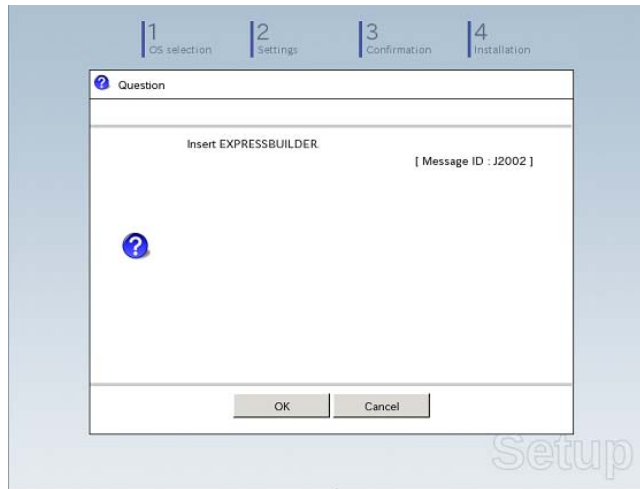 1
OS selection
2
Settings
3
Confirmation
4
Installation
Question
Insert EXPRESSBUILDER.
[ Message ID : J2002 ]
OK
Cancel
Setup